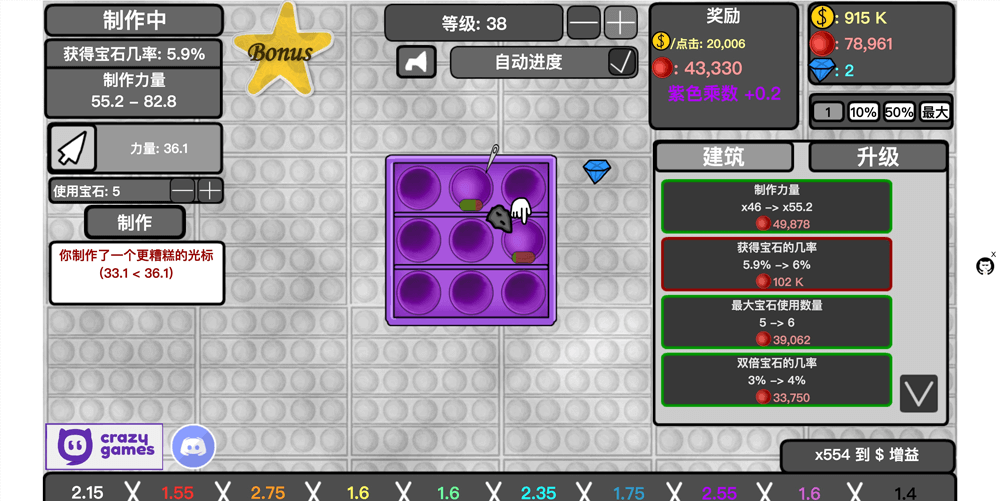 制作中
获得宝石几率: 5.9%
制作力量
55.2 – 82.8
力量: 36.1
使用宝石: 5
制作
你制作了一个更糟糕的光标
(33.1 < 36.1)
Bonus
等级: 38
自动进度
奖励
$/点击: 20,006
: 43,330
紫色乘数 +0.2
$: 915 K
: 78,961
: 2
1 10% 50% 最大
建筑 升级
制作力量
x46 –> x55.2
49,878
获得宝石的几率
5.9% –> 6%
102 K
最大宝石使用数量
5 –> 6
39,062
双倍宝石的几率
3% –> 4%
33,750
x
crazy
games
x554 到 $ 增益
2.15 X 1.55 X 2.75 X 1.6 X 1.6 X 2.35 X 1.75 X 2.55 X 1.6 X 1.4